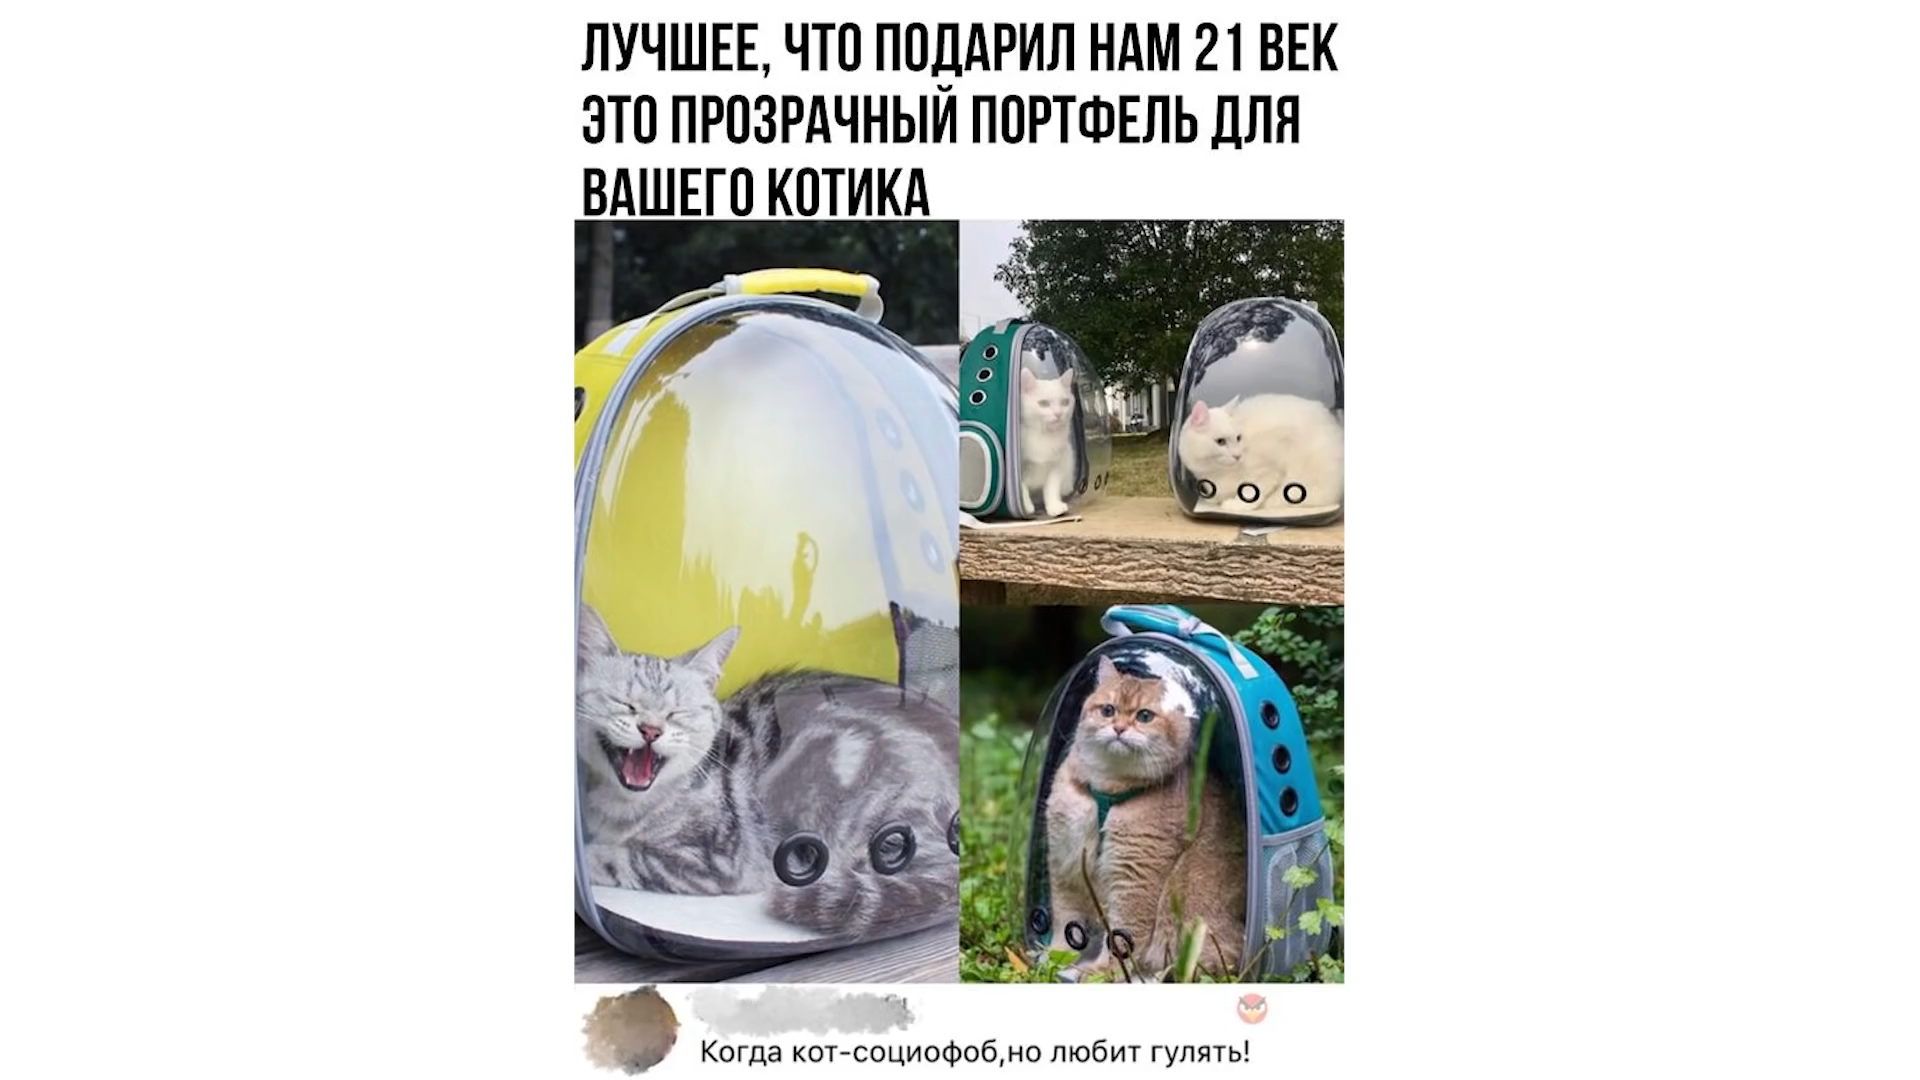 ЛУЧШЕЕ, ЧТО ПОДАРИЛ НАМ 21 ВЕК
ЭТО ПРОЗРАЧНЫЙ ПОРТФЕЛЬ ДЛЯ
ВАШЕГО КОТИКА
Когда кот-социофоб,но любит гулять!